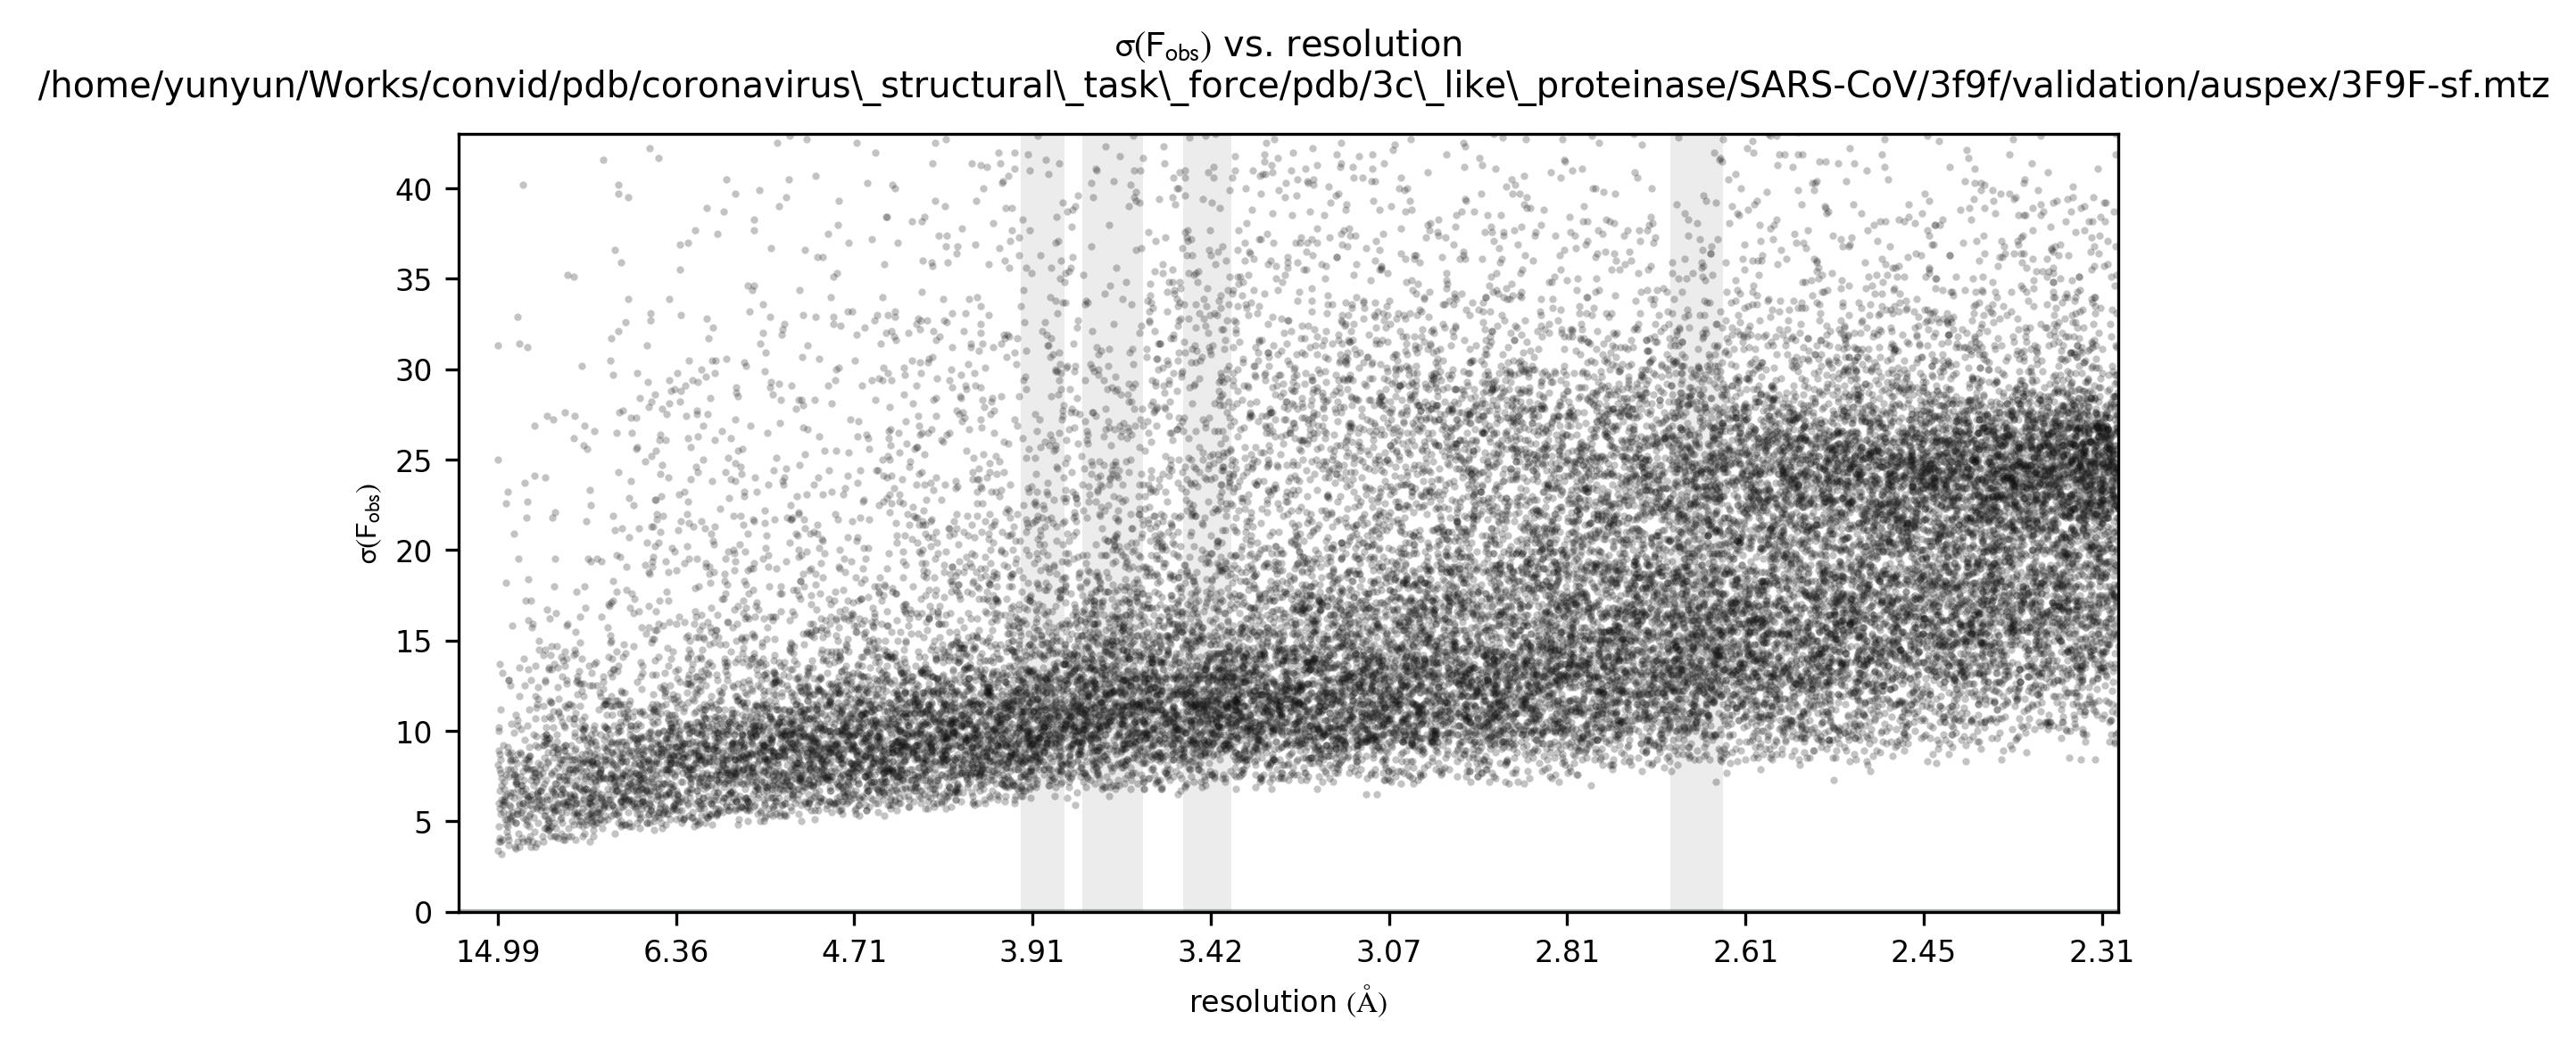 σ(Fobs) vs. resolution
/home/yunyun/Works/convid/pdb/coronavirus\_structural\_task\_force/pdb/3c\_like\_proteinase/SARS-CoV/3f9f/validation/auspex/3F9F-sf.mtz
σ(Fobs)
40
35
30
25
20
15
10
5
0
14.99 6.36 4.71 3.91 3.42 3.07 2.81 2.61 2.45 2.31
resolution (Å)